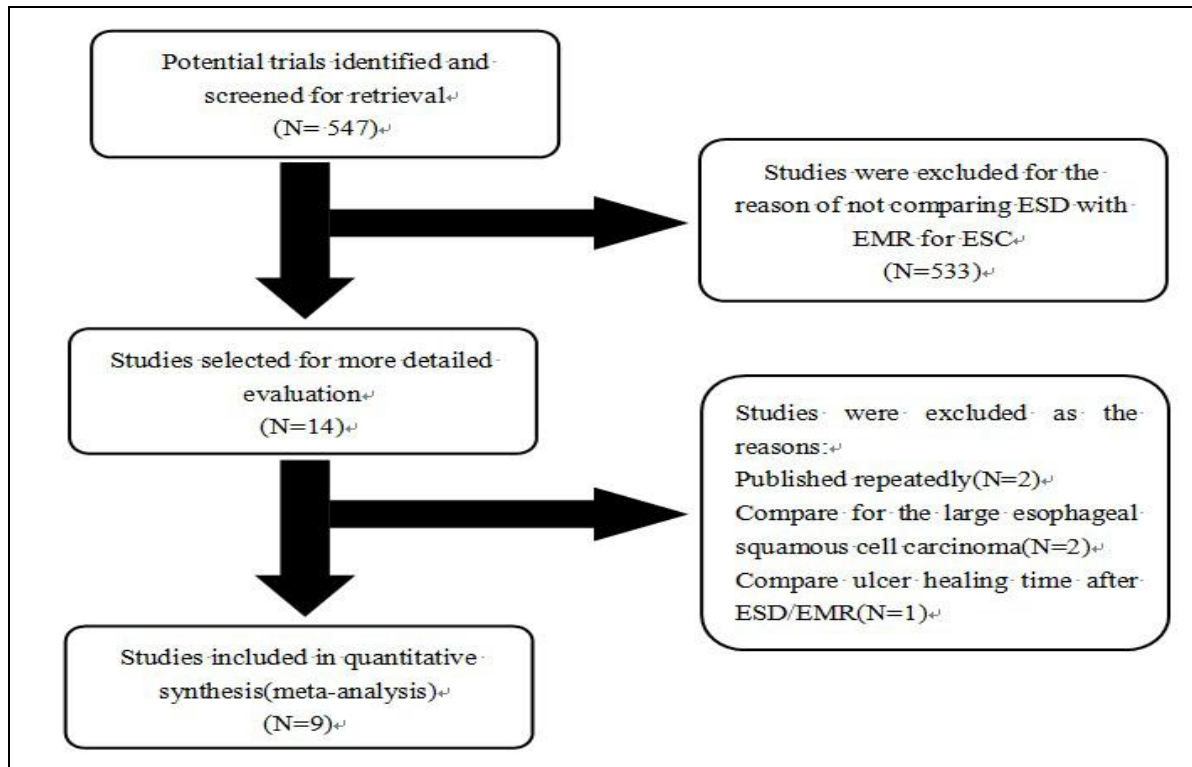 Potential trials identified and
screened for retrieval↵
(N= 547)↵
Studies were excluded for the
reason of not comparing ESD with
EMR for ESC↵
(N=533)↵
Studies selected for more detailed
evaluation↵
(N=14)↵
Studies were excluded as the
reasons:↵
Published repeatedly(N=2)↵
Compare for the large esophageal
squamous cell carcinoma(N=2)↵
Compare ulcer healing time after
ESD/EMR(N=1)↵
Studies included in quantitative
synthesis(meta-analysis)↵
(N=9)↵